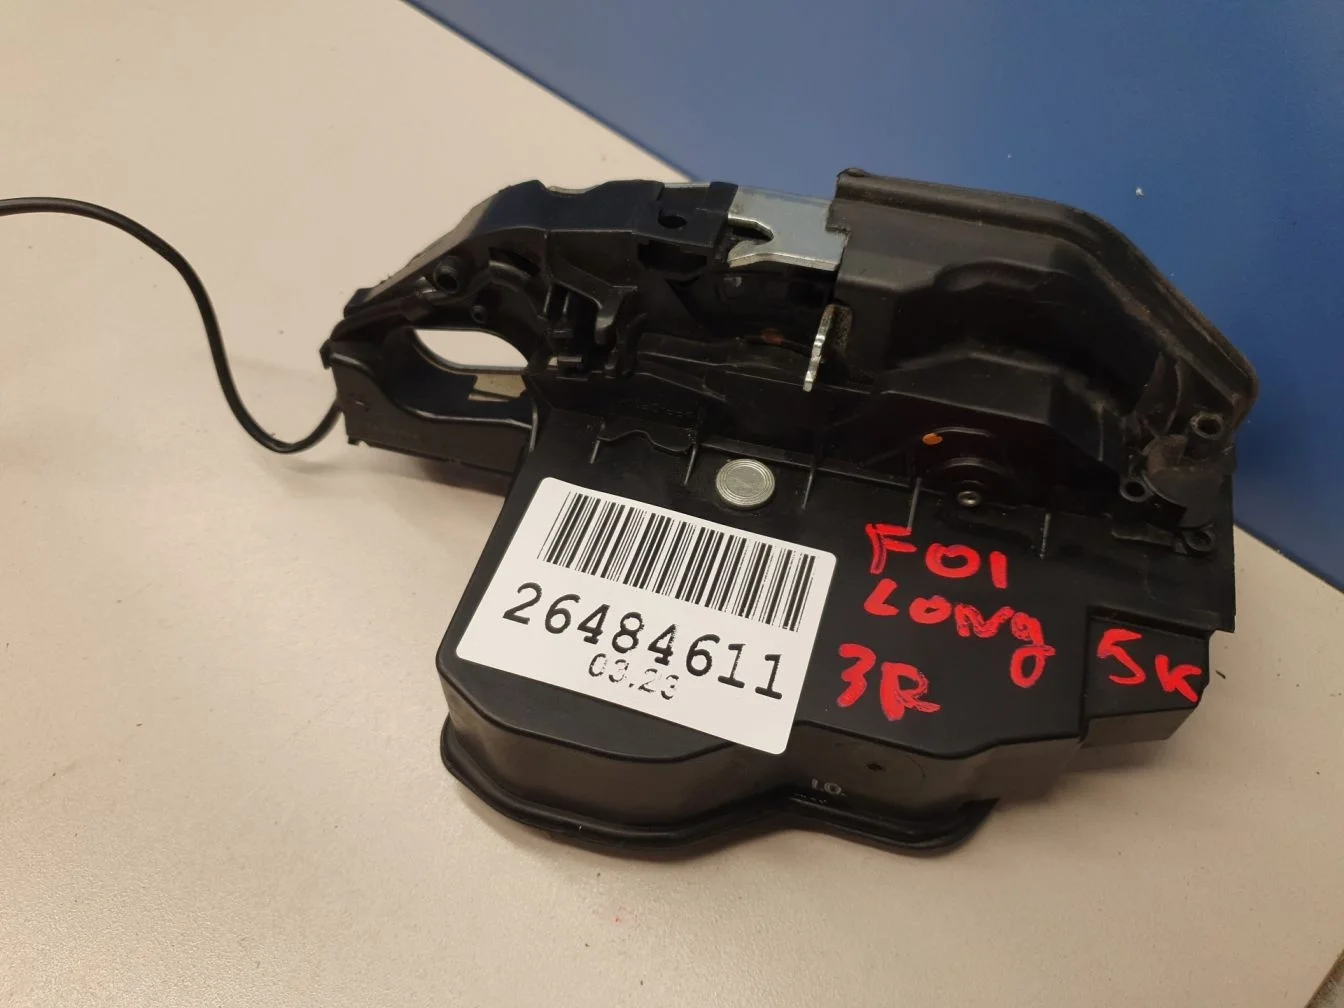 26484611
03.23
F01
LONG
3R
5K
I.O.